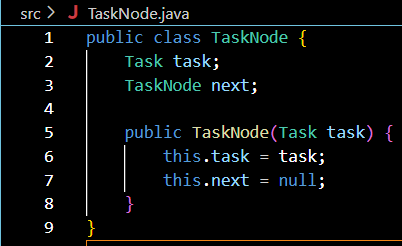 src > J TaskNode.java
1 public class TaskNode {
2     Task task;
3     TaskNode next;
4
5     public TaskNode(Task task) {
6         this.task = task;
7         this.next = null;
8     }
9 }